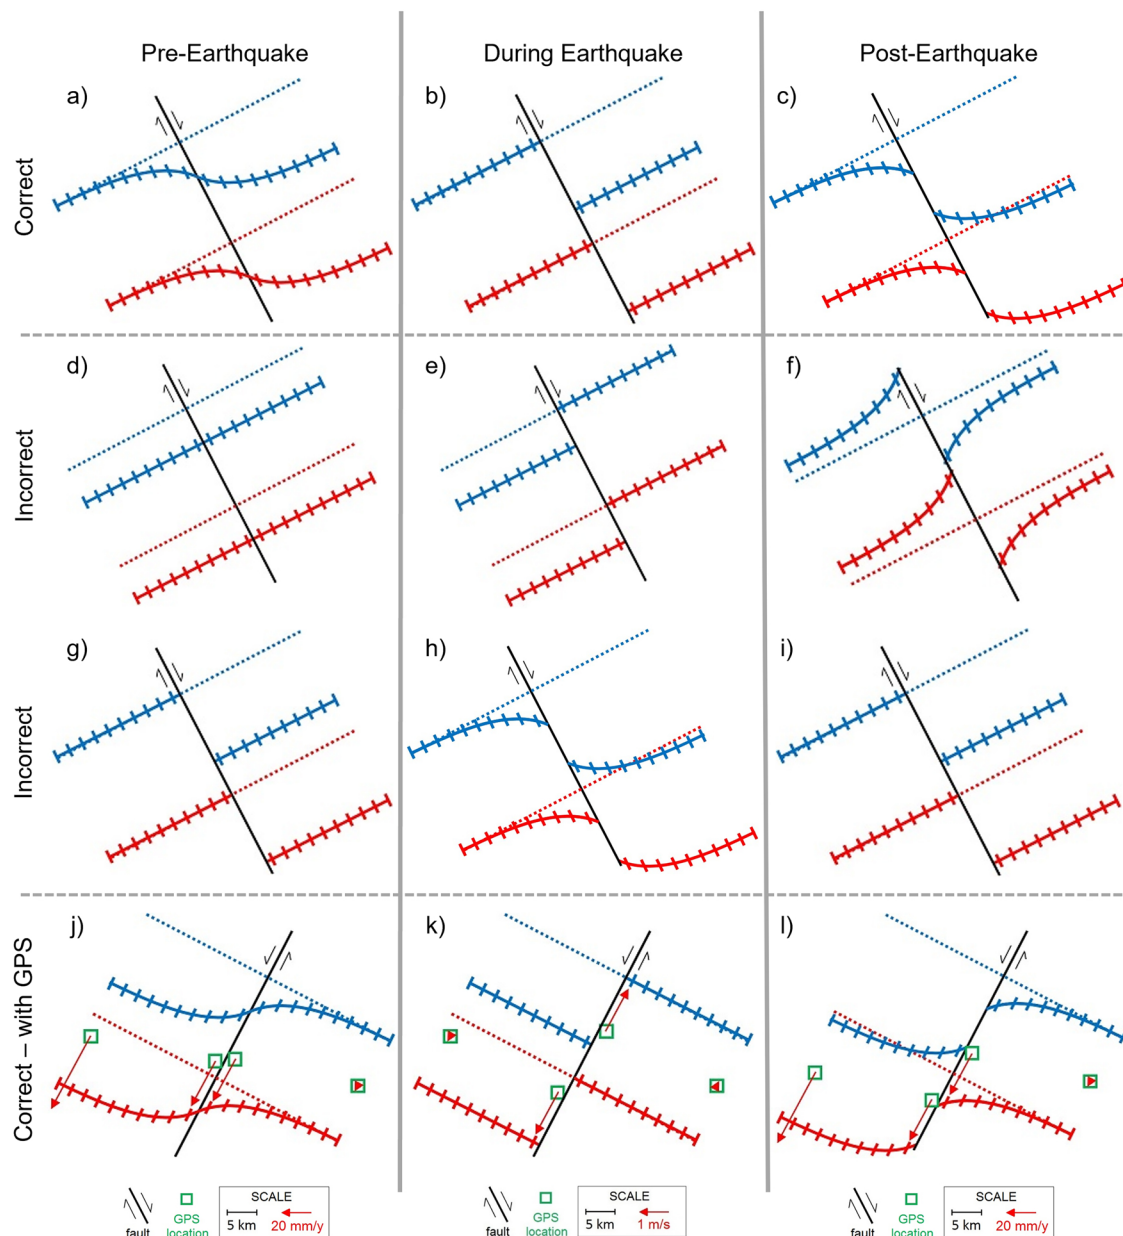 Pre-Earthquake
During Earthquake
Post-Earthquake
Correct
a)
b)
c)
Incorrect
d)
e)
f)
Incorrect
g)
h)
i)
Correct – with GPS
j)
k)
l)
fault
GPS
location
SCALE
5 km
20 mm/y
fault
GPS
location
SCALE
5 km
1 m/s
fault
GPS
location
SCALE
5 km
20 mm/y